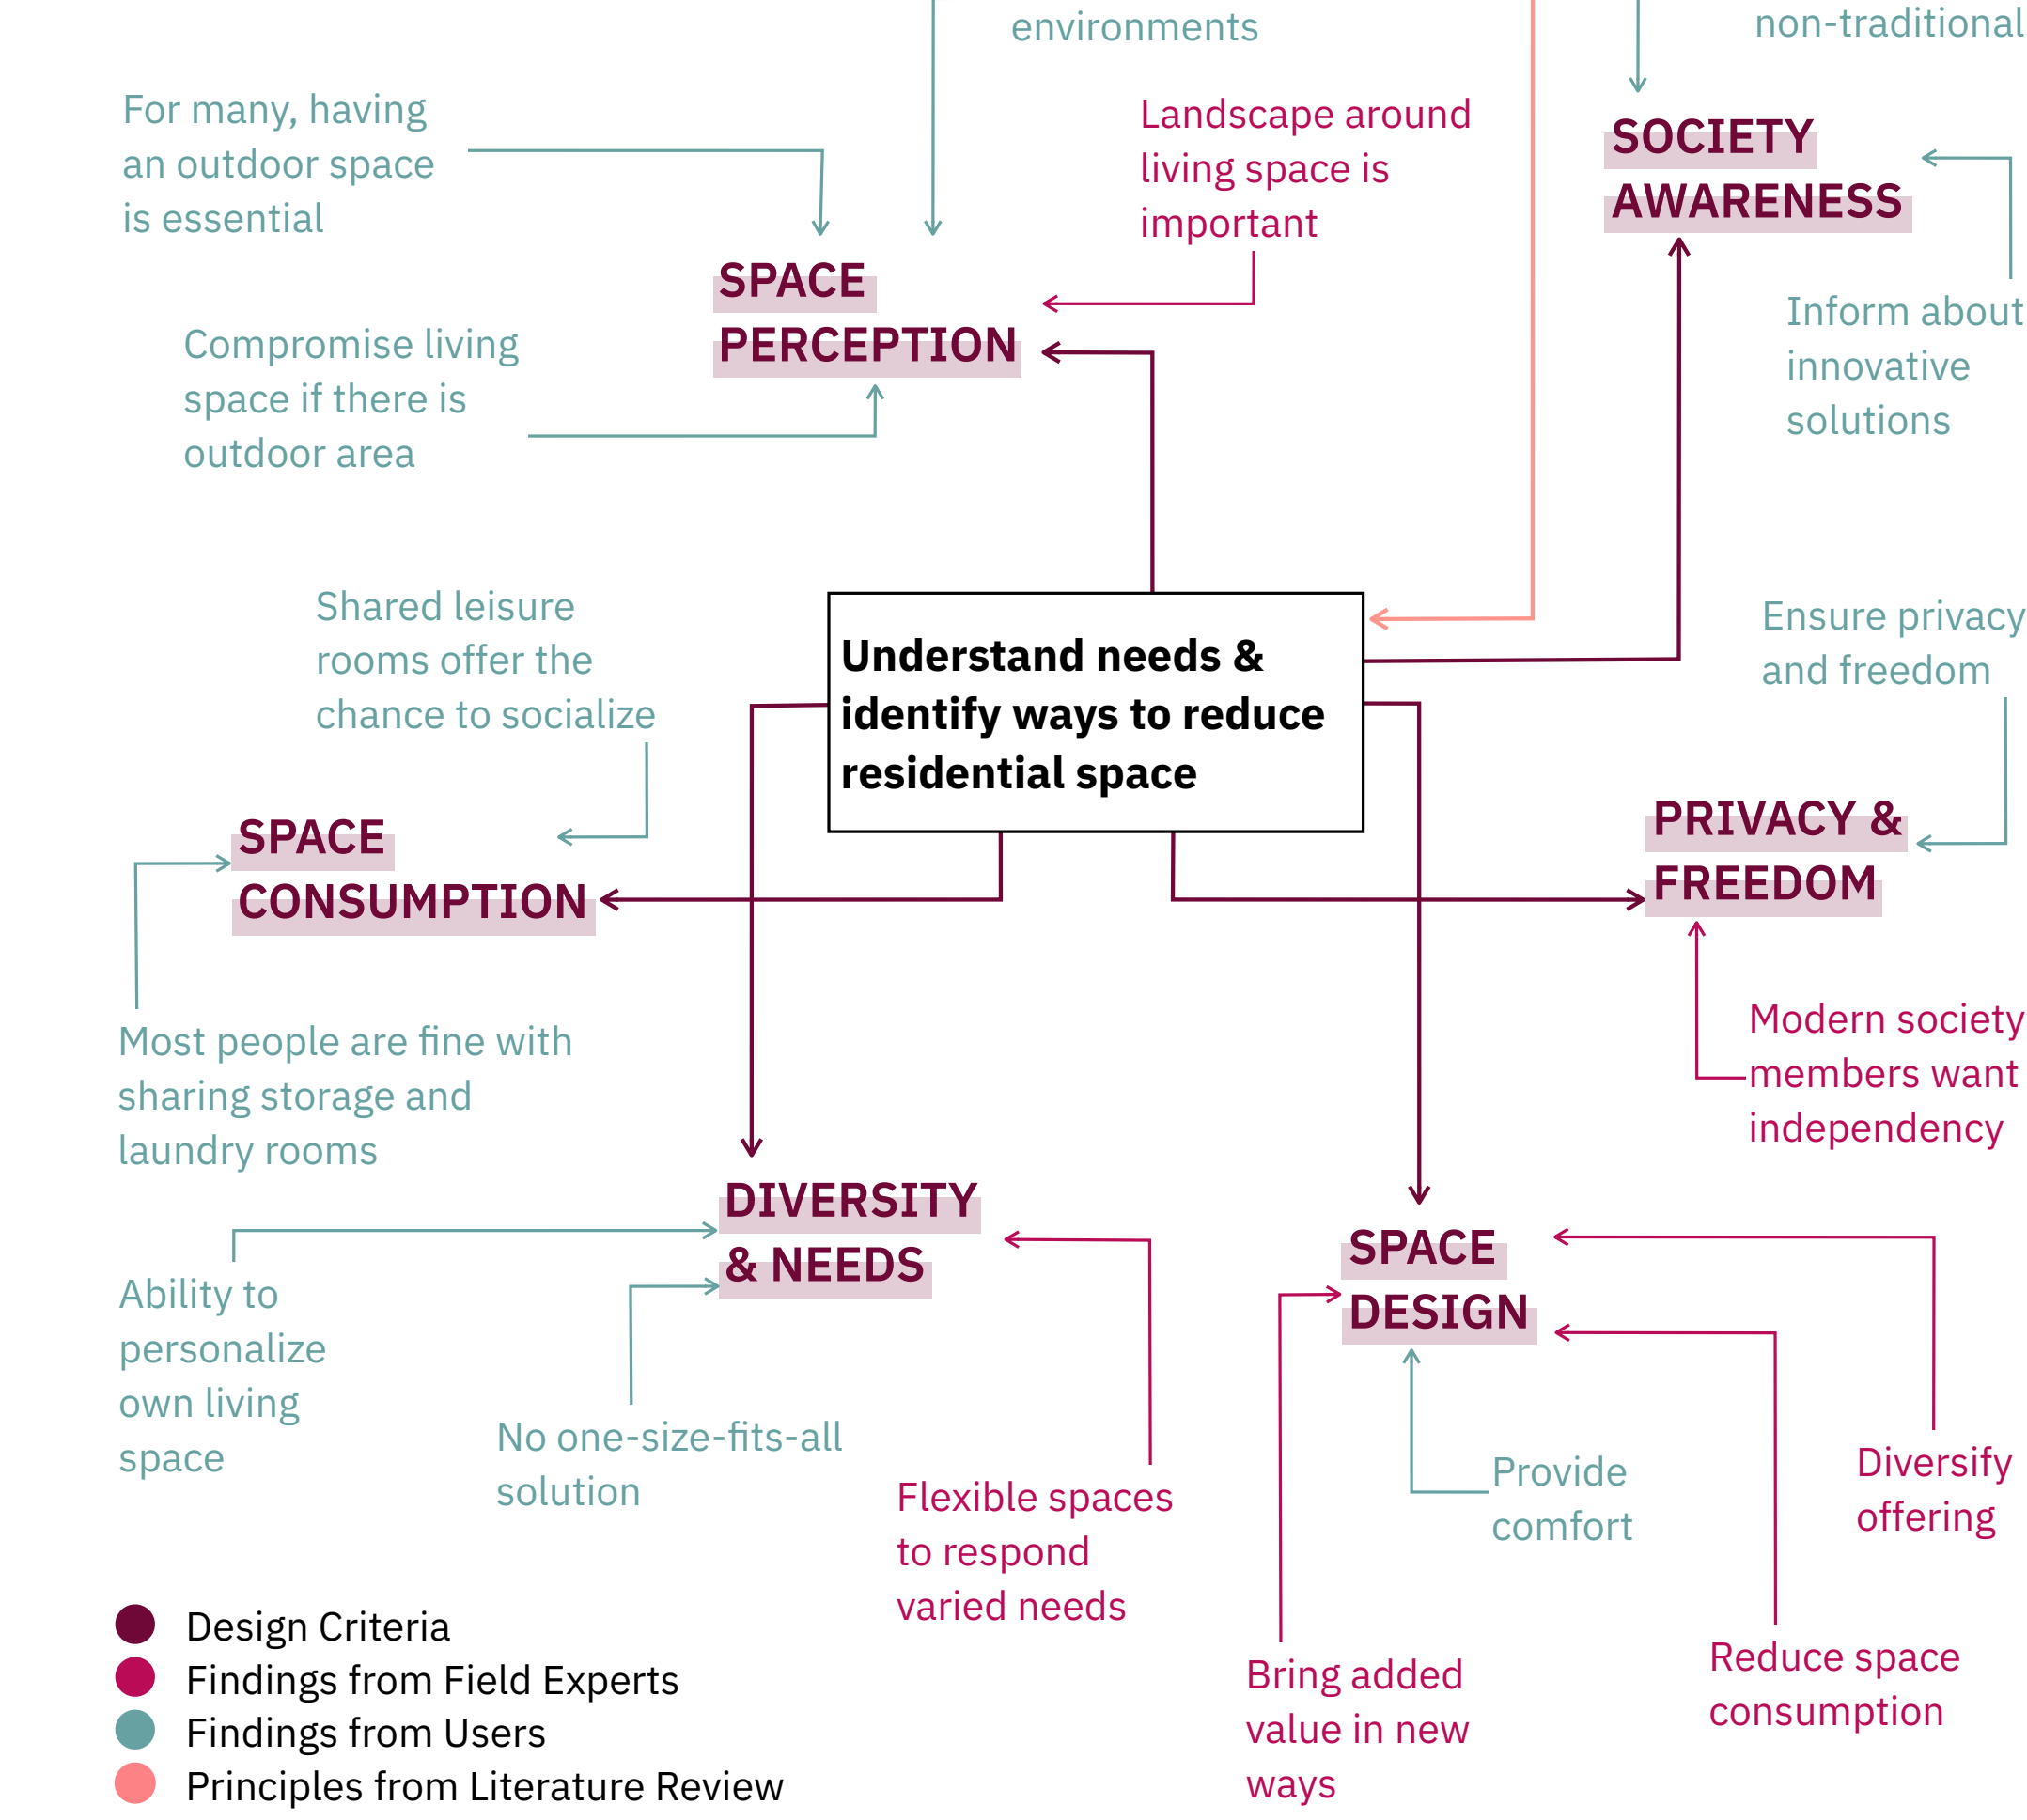 environments
non-traditional
For many, having
an outdoor space
is essential
Landscape around
living space is
important
SOCIETY
AWARENESS
SPACE
PERCEPTION
Compromise living
space if there is
outdoor area
Inform about
innovative
solutions
Shared leisure
rooms offer the
chance to socialize
Understand needs &
identify ways to reduce
residential space
Ensure privacy
and freedom
SPACE
CONSUMPTION
PRIVACY &
FREEDOM
Most people are fine with
sharing storage and
laundry rooms
Modern society
members want
independency
DIVERSITY
& NEEDS
SPACE
DESIGN
Ability to
personalize
own living
space
No one-size-fits-all
solution
Flexible spaces
to respond
varied needs
Provide
comfort
Diversify
offering
Bring added
value in new
ways
Reduce space
consumption
Design Criteria
Findings from Field Experts
Findings from Users
Principles from Literature Review